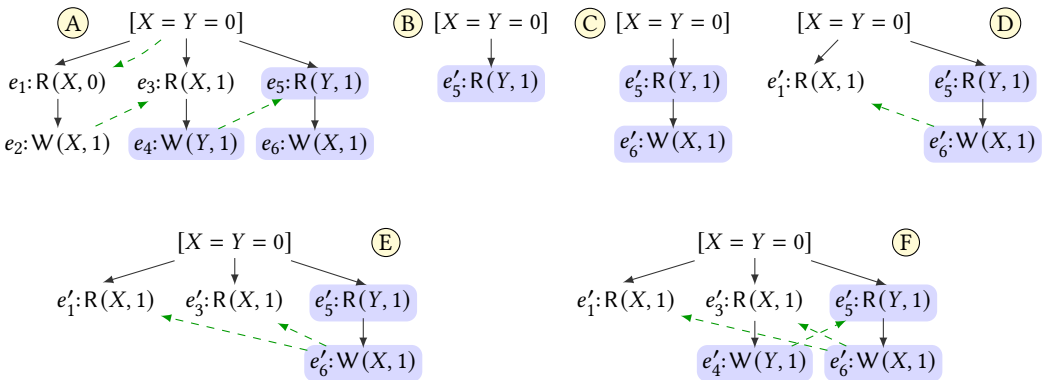 A [X = Y = 0] B [X = Y = 0] C [X = Y = 0] [X = Y = 0] D
e₁: R(X, 0) e₃: R(X, 1) e₅: R(Y, 1) e′₅: R(Y, 1) e′₅: R(Y, 1) e′₁: R(X, 1) e′₅: R(Y, 1)
e₂: W(X, 1) e₄: W(Y, 1) e₆: W(X, 1) e′₆: W(X, 1) e′₆: W(X, 1)
[X = Y = 0] E [X = Y = 0] F
e′₁: R(X, 1) e′₃: R(X, 1) e′₅: R(Y, 1) e′₁: R(X, 1) e′₃: R(X, 1) e′₅: R(Y, 1)
e′₆: W(X, 1) e′₄: W(Y, 1) e′₆: W(X, 1)